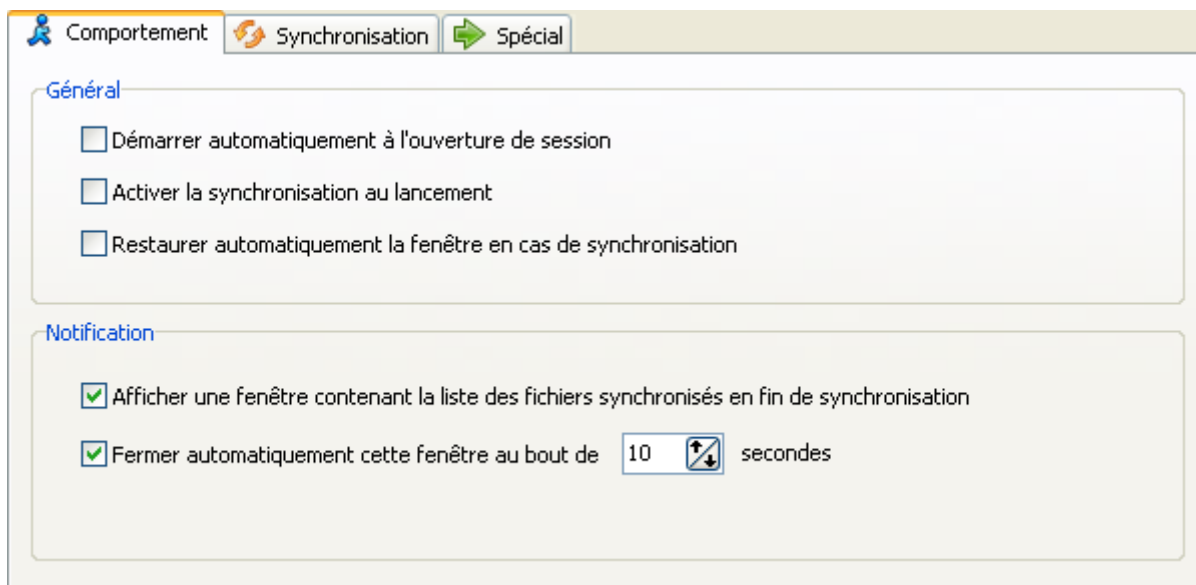 Comportement Synchronisation Spécial
Général
Démarrer automatiquement à l'ouverture de session
Activer la synchronisation au lancement
Restaurer automatiquement la fenêtre en cas de synchronisation
Notification
Afficher une fenêtre contenant la liste des fichiers synchronisés en fin de synchronisation
Fermer automatiquement cette fenêtre au bout de 10 secondes